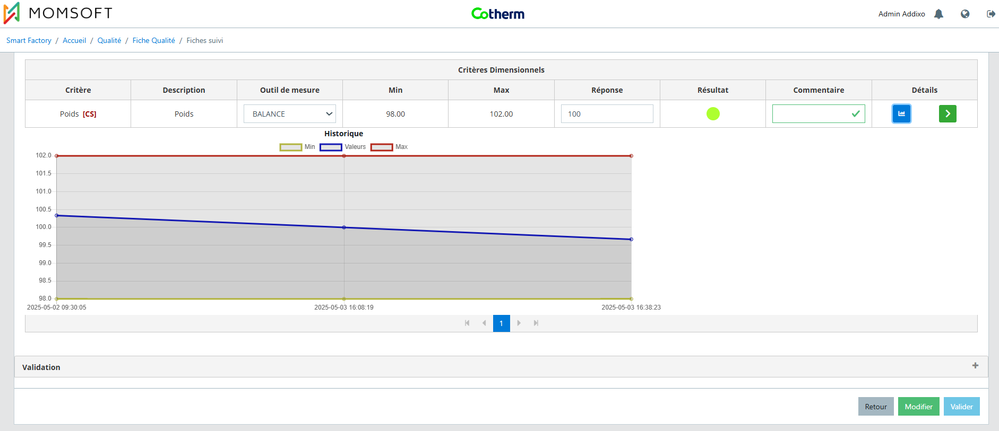 MOMSOFT
Cotherm
Admin Addixo
Smart Factory / Accueil / Qualité / Fiche Qualité / Fiches suivi
Critères Dimensionnels
Critère Description Outil de mesure Min Max Réponse Résultat Commentaire Détails
Poids [CS] Poids BALANCE 98.00 102.00 100
Historique
Min Valeurs Max
102.0
101.5
101.0
100.5
100.0
99.5
99.0
98.5
98.0
2025-05-02 09:30:05 2025-05-03 16:08:19 2025-05-03 16:38:23
1
Validation
Retour Modifier Valider